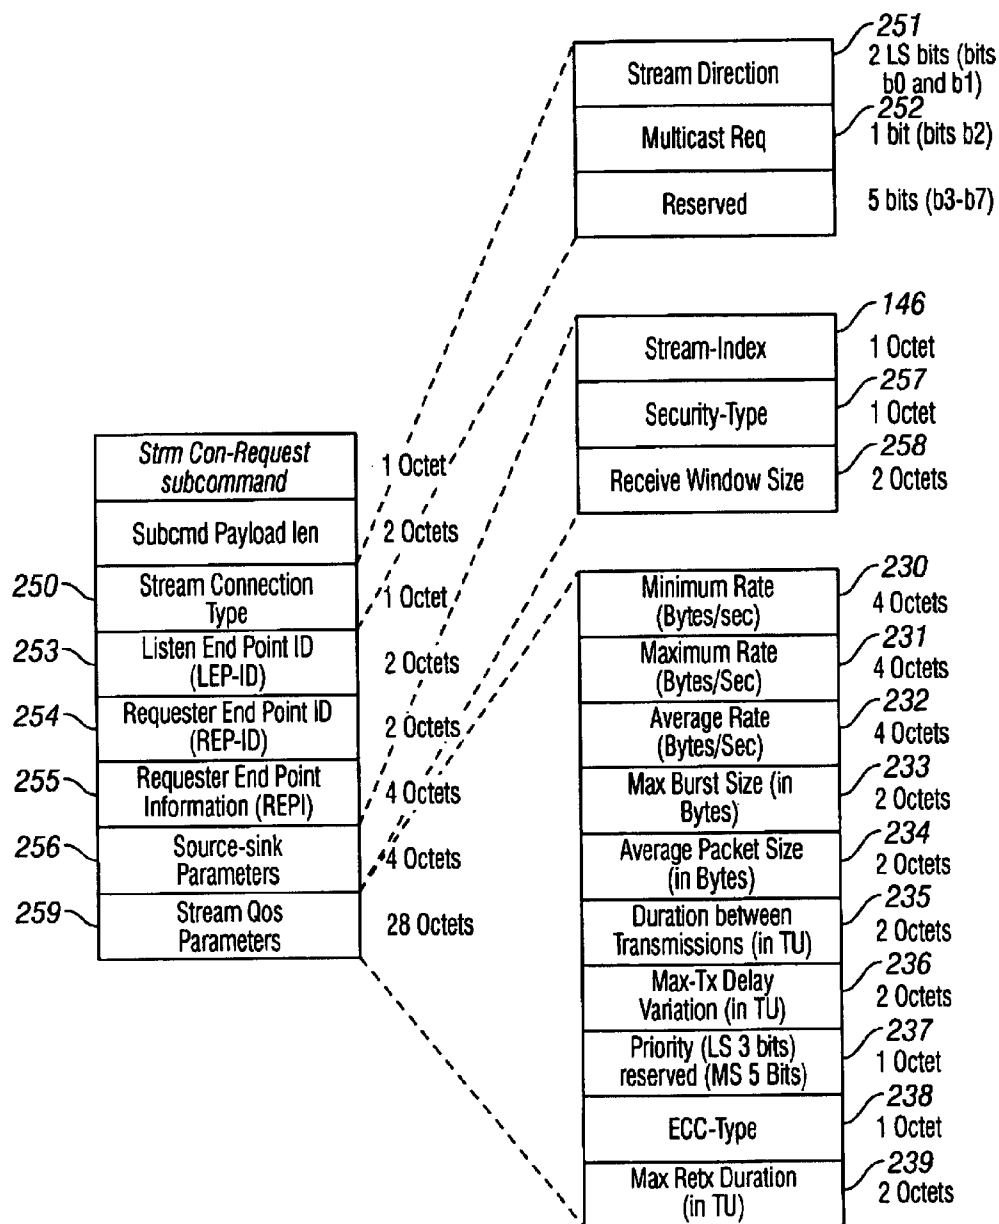 251
Stream Direction
2 LS bits (bits
b0 and b1)
252
Multicast Req
1 bit (bits b2)
Reserved
5 bits (b3-b7)
146
Stream-Index
1 Octet
257
Security-Type
1 Octet
258
Receive Window Size
2 Octets
Strm Con-Request
subcommand
1 Octet
Subcmd Payload len
2 Octets
250
Stream Connection
Type
1 Octet
253
Listen End Point ID
(LEP-ID)
2 Octets
254
Requester End Point ID
(REP-ID)
2 Octets
255
Requester End Point
Information (REPI)
4 Octets
256
Source-sink
Parameters
4 Octets
259
Stream Qos
Parameters
28 Octets
230
Minimum Rate
(Bytes/sec)
4 Octets
231
Maximum Rate
(Bytes/Sec)
4 Octets
232
Average Rate
(Bytes/Sec)
4 Octets
233
Max Burst Size (in
Bytes)
2 Octets
234
Average Packet Size
(in Bytes)
2 Octets
235
Duration between
Transmissions (in TU)
2 Octets
236
Max-Tx Delay
Variation (in TU)
2 Octets
237
Priority (LS 3 bits)
reserved (MS 5 Bits)
1 Octet
238
ECC-Type
1 Octet
239
Max Retx Duration
(in TU)
2 Octets